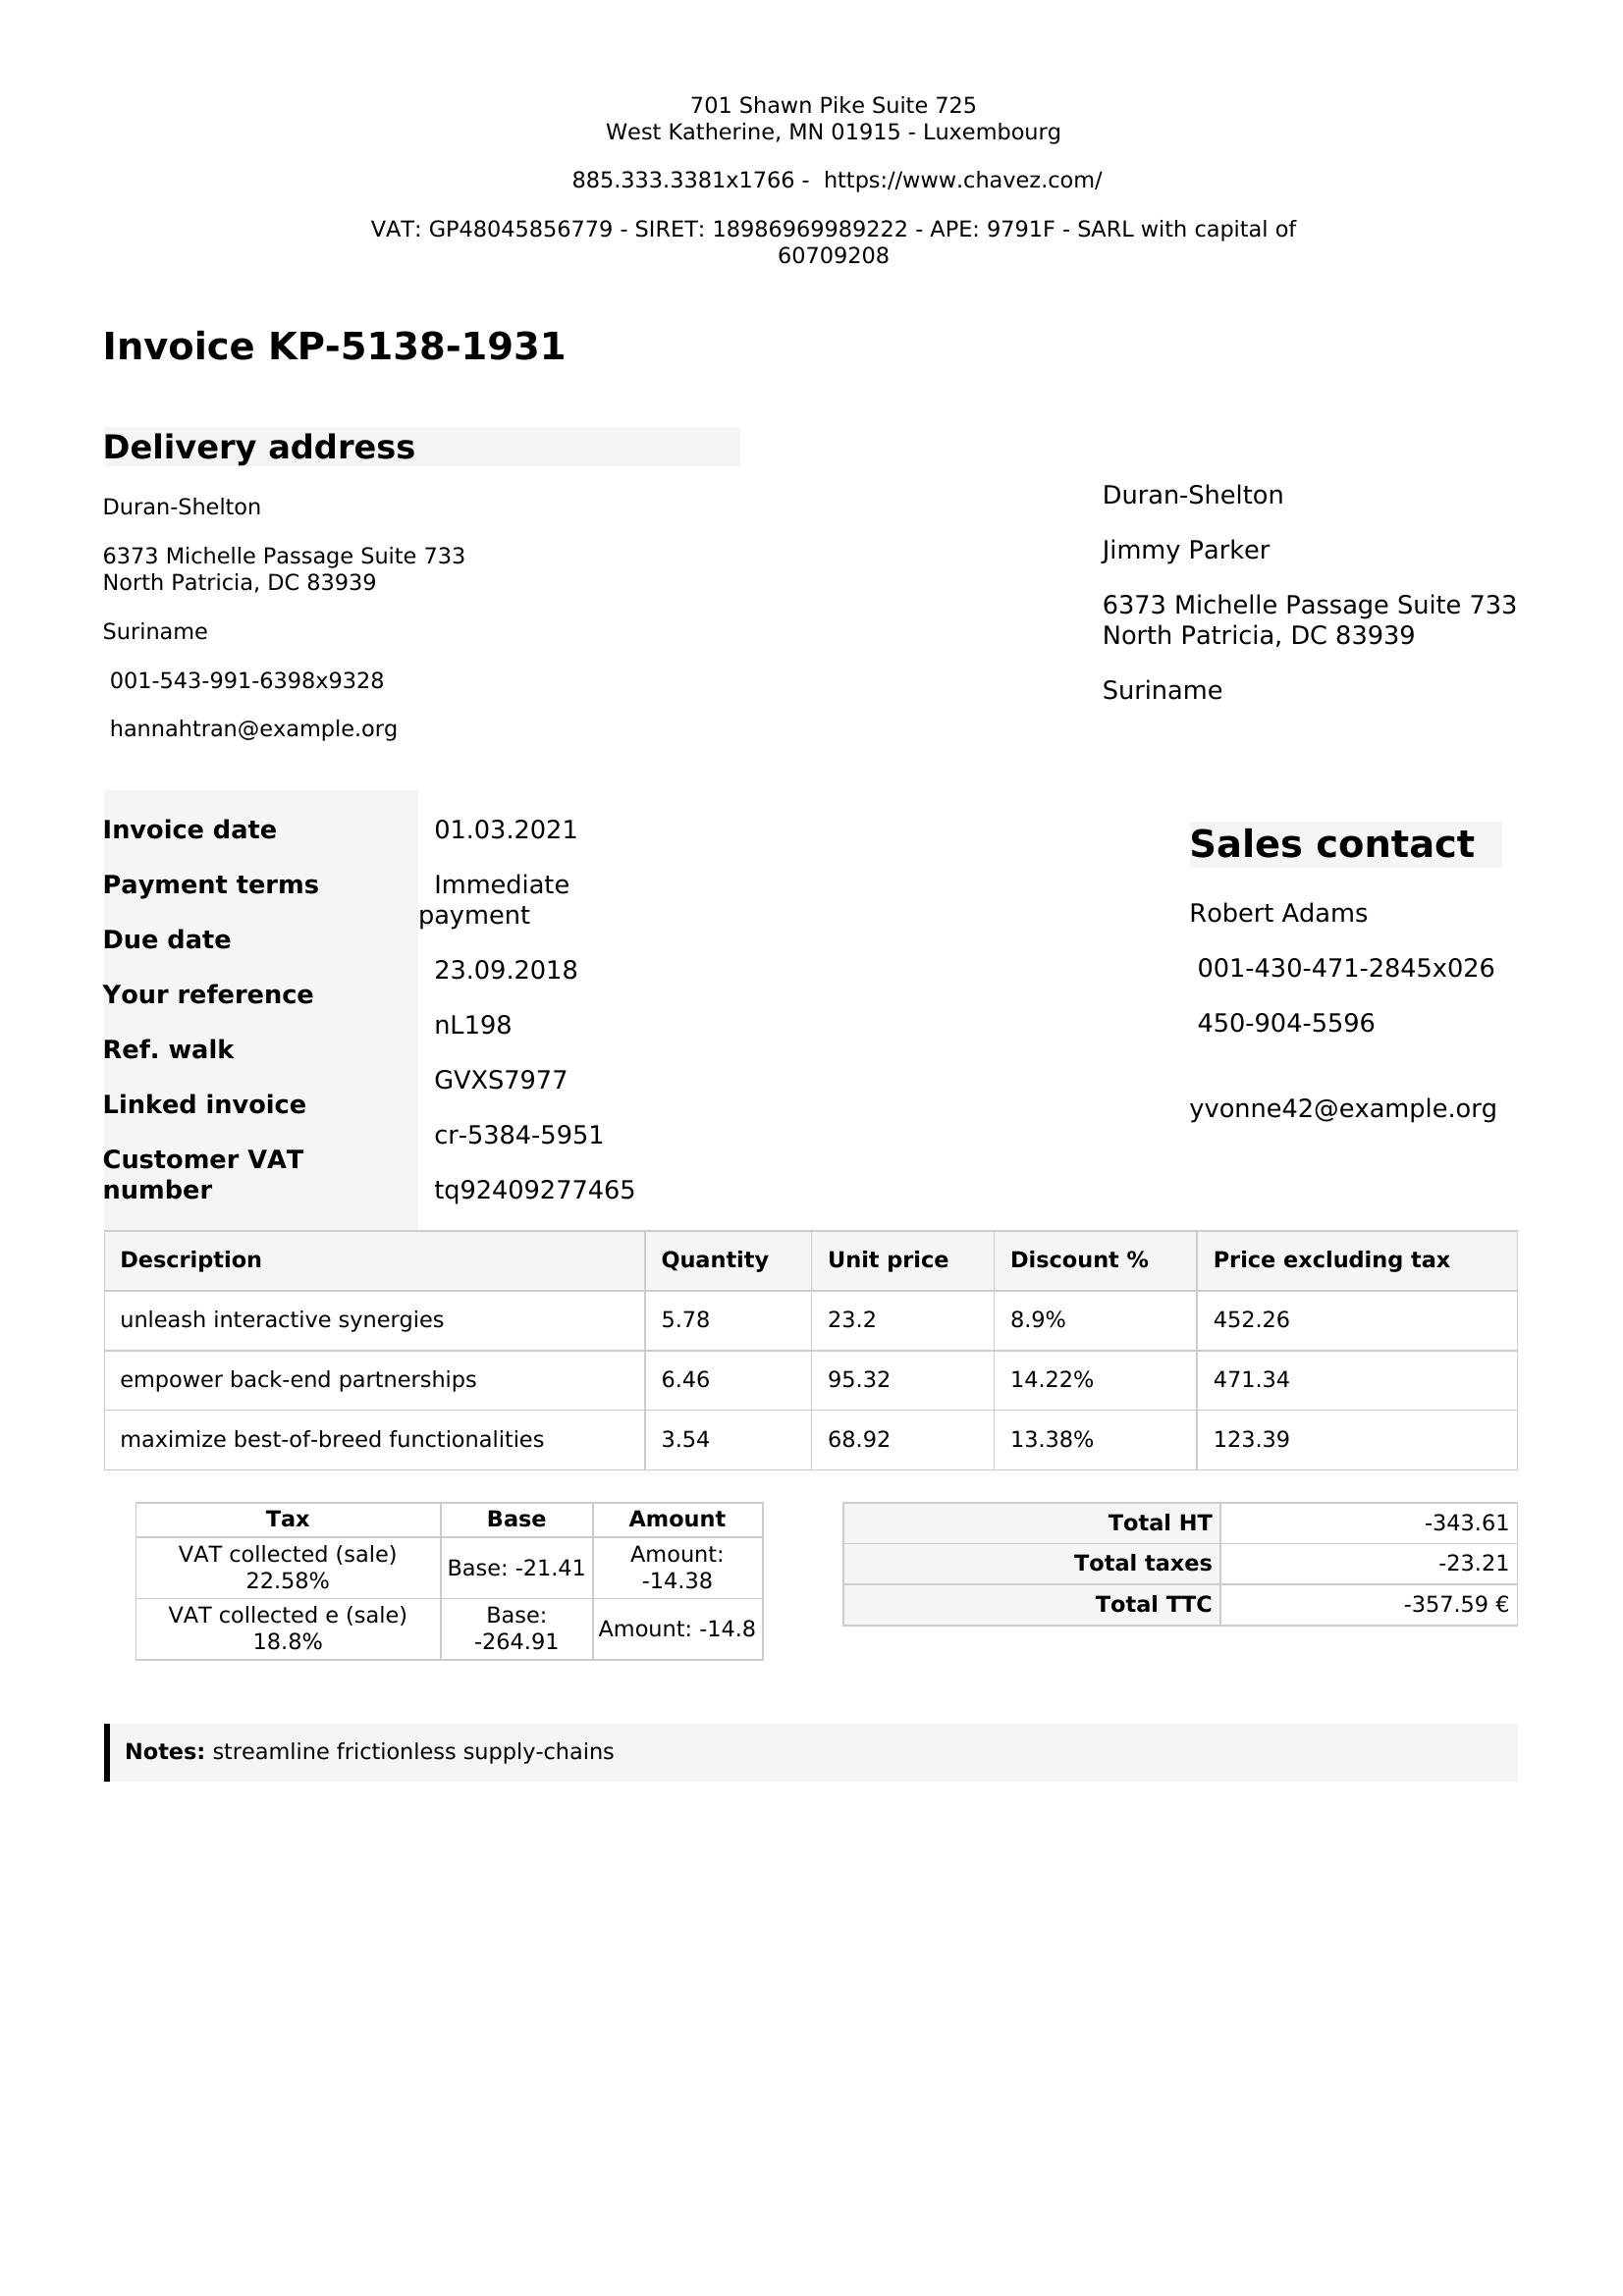 701 Shawn Pike Suite 725
West Katherine, MN 01915 - Luxembourg
885.333.3381x1766 -  https://www.chavez.com/
VAT: GP48045856779 - SIRET: 18986969989222 - APE: 9791F - SARL with capital of
60709208
Invoice KP-5138-1931
Delivery address
Duran-Shelton
6373 Michelle Passage Suite 733
North Patricia, DC 83939
Suriname
001-543-991-6398x9328
hannahtran@example.org
Duran-Shelton
Jimmy Parker
6373 Michelle Passage Suite 733
North Patricia, DC 83939
Suriname
Invoice date
Payment terms
Due date
Your reference
Ref. walk
Linked invoice
Customer VAT
number
01.03.2021
Immediate
payment
23.09.2018
nL198
GVXS7977
cr-5384-5951
tq92409277465
Sales contact
Robert Adams
001-430-471-2845x026
450-904-5596
yvonne42@example.org
Description Quantity Unit price Discount % Price excluding tax
unleash interactive synergies 5.78 23.2 8.9% 452.26
empower back-end partnerships 6.46 95.32 14.22% 471.34
maximize best-of-breed functionalities 3.54 68.92 13.38% 123.39
Tax Base Amount
VAT collected (sale)
22.58%
Base: -21.41
Amount:
-14.38
VAT collected e (sale)
18.8%
Base:
-264.91
Amount: -14.8
Total HT -343.61
Total taxes -23.21
Total TTC -357.59 €
Notes: streamline frictionless supply-chains